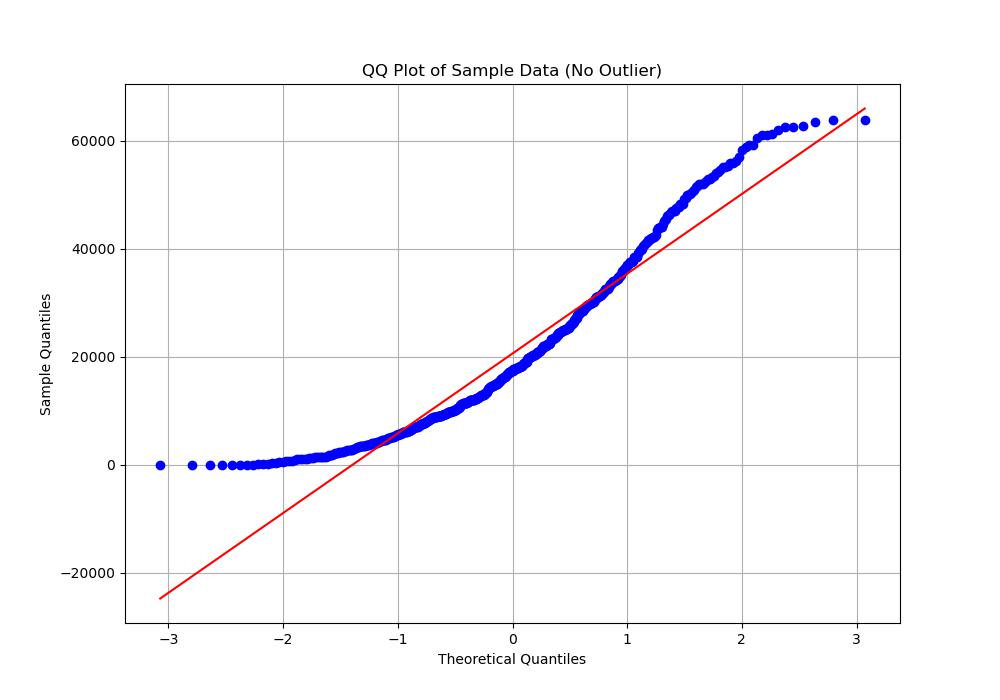 QQ Plot of Sample Data (No Outlier)
60000
40000
20000
0
−20000
Sample Quantiles
−3 −2 −1 0 1 2 3
Theoretical Quantiles